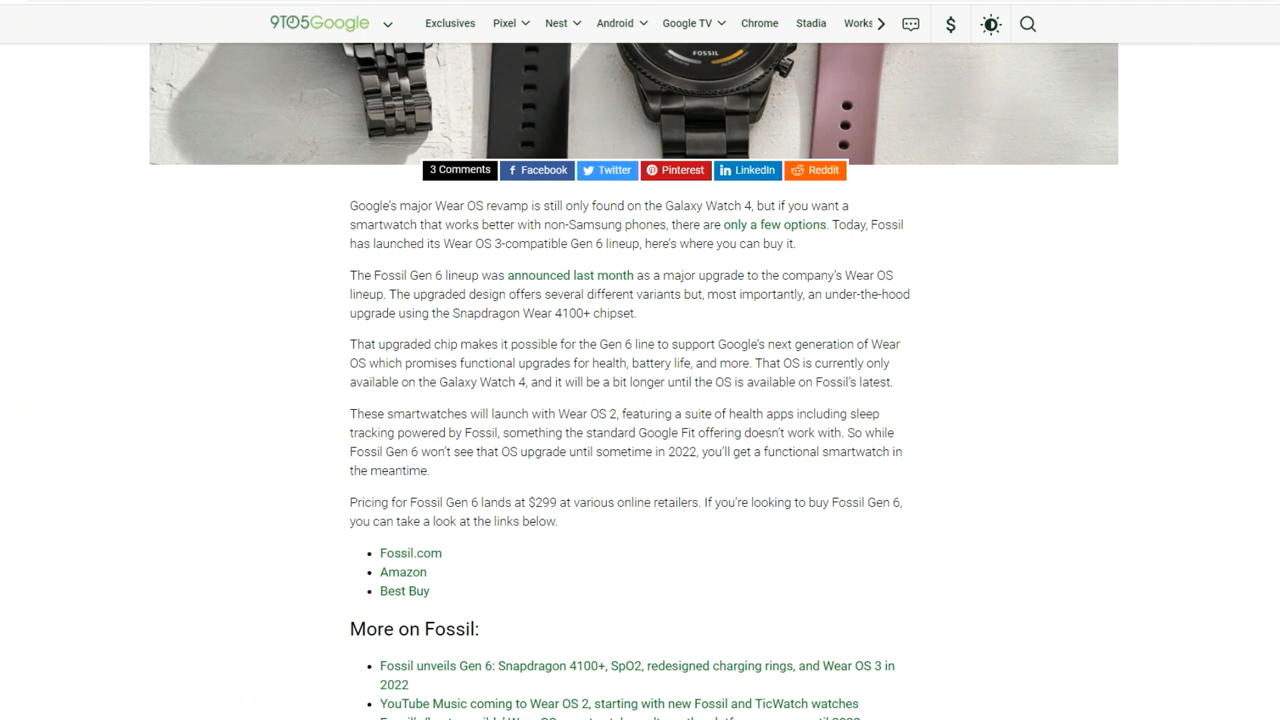 9TO5Google
Exclusives Pixel Nest Android Google TV Chrome Stadia Works $
FOSSIL
3 Comments Facebook Twitter Pinterest LinkedIn Reddit
Google’s major Wear OS revamp is still only found on the Galaxy Watch 4, but if you want a
smartwatch that works better with non-Samsung phones, there are only a few options. Today, Fossil
has launched its Wear OS 3-compatible Gen 6 lineup, here’s where you can buy it.
The Fossil Gen 6 lineup was announced last month as a major upgrade to the company’s Wear OS
lineup. The upgraded design offers several different variants but, most importantly, an under-the-hood
upgrade using the Snapdragon Wear 4100+ chipset.
That upgraded chip makes it possible for the Gen 6 line to support Google’s next generation of Wear
OS which promises functional upgrades for health, battery life, and more. That OS is currently only
available on the Galaxy Watch 4, and it will be a bit longer until the OS is available on Fossil’s latest.
These smartwatches will launch with Wear OS 2, featuring a suite of health apps including sleep
tracking powered by Fossil, something the standard Google Fit offering doesn’t work with. So while
Fossil Gen 6 won’t see that OS upgrade until sometime in 2022, you’ll get a functional smartwatch in
the meantime.
Pricing for Fossil Gen 6 lands at $299 at various online retailers. If you’re looking to buy Fossil Gen 6,
you can take a look at the links below.
• Fossil.com
• Amazon
• Best Buy
More on Fossil:
• Fossil unveils Gen 6: Snapdragon 4100+, SpO2, redesigned charging rings, and Wear OS 3 in
2022
• YouTube Music coming to Wear OS 2, starting with new Fossil and TicWatch watches